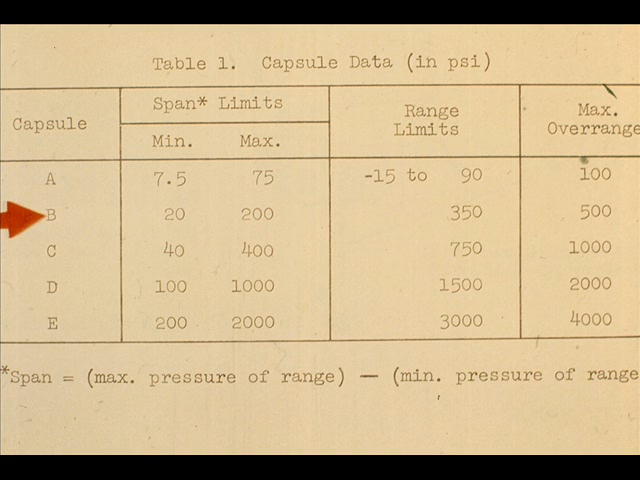 Table 1. Capsule Data (in psi)
Capsule Span* Limits Range Limits Max. Overrange
Min. Max.
A 7.5 75 -15 to 90 100
B 20 200 350 500
C 40 400 750 1000
D 100 1000 1500 2000
E 200 2000 3000 4000
*Span = (max. pressure of range) — (min. pressure of range